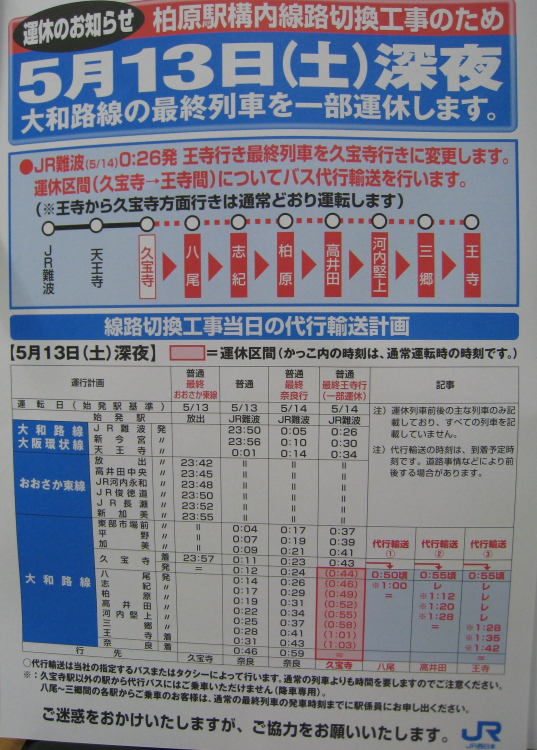 運休のお知らせ
柏原駅構内線路切換工事のため
5月13日(土)深夜
大和路線の最終列車を一部運休します。
●JR難波(5/14)0:26発 王寺行き最終列車を久宝寺行きに変更します。
運休区間(久宝寺→王寺間)についてバス代行輸送を行います。
(※王寺から久宝寺方面行きは通常どおり運転します)
JR難波 天王寺 久宝寺 八尾 志紀 柏原 高井田 河内堅上 三郷 王寺
線路切換工事当日の代行輸送計画
【5月13日(土)深夜】 =運休区間(かっこ内の時刻は、通常運転時の時刻です。)
運行計画 普通 最終 おおさか東線 普通 普通 最終 奈良行 普通 最終王寺行 (一部運休) 記事
運転日(始発駅基準) 5/13 5/13 5/14 5/14
始発駅 放出 JR難波 JR難波 JR難波
大和路線 大阪環状線
JR難波 発 23:50 0:05 0:26
新今宮 〃 23:56 0:10 0:30
天王寺 〃 0:01 0:14 0:34
注)運休列車前後の主な列車のみ記載しており、すべての列車を記載していません。
注)代行輸送の時刻は、到着予定時刻です。道路事情などにより前後する場合があります。
おおさか東線
放出 〃 23:42 〃 〃 〃
高井田中央 〃 23:45 〃 〃 〃
JR河内永和 〃 23:48 〃 〃 〃
JR俊徳道 〃 23:50 〃 〃 〃
JR長瀬 〃 23:52 〃 〃 〃
新加美 〃 23:55 〃 〃 〃
大和路線
東部市場前 〃 0:04 0:17 0:37
平野 〃 0:07 0:19 0:39
加美 〃 0:09 0:21 0:41
代行輸送① 代行輸送② 代行輸送③
久宝寺 着 23:57 0:11 0:23 0:43
発 = 0:12 0:24 (0:44) 0:50頃 0:55頃 0:55頃
八尾 〃 0:14 0:26 (0:46) ※1:00 レ レ
志紀 〃 0:17 0:29 (0:49) = ※1:12 レ
柏原 〃 0:19 0:31 (0:52) ※1:20 レ
高井田 〃 0:22 0:34 (0:55) ※1:28 レ
河内堅上 〃 0:25 0:37 (0:58) = ※1:28
三郷 〃 0:28 0:41 (1:01) ※1:35
王寺 着 0:31 0:43 (1:03) ※1:42
奈良 着 0:46 0:59 = =
行先 久宝寺 奈良 奈良 久宝寺 八尾 高井田 王寺
○代行輸送は当社の指定するバスまたはタクシーによって行います。通常の列車よりも時間を要しますのでご注意ください。
※:久宝寺駅以外の駅から代行バスにはご乗車いただけません(降車専用)。
八尾~三郷間の各駅からご乗車のお客様は、通常の最終列車の発車時刻までに駅係員にお申し出ください。
ご迷惑をおかけいたしますが、ご協力をお願いいたします。
JR
JR西日本